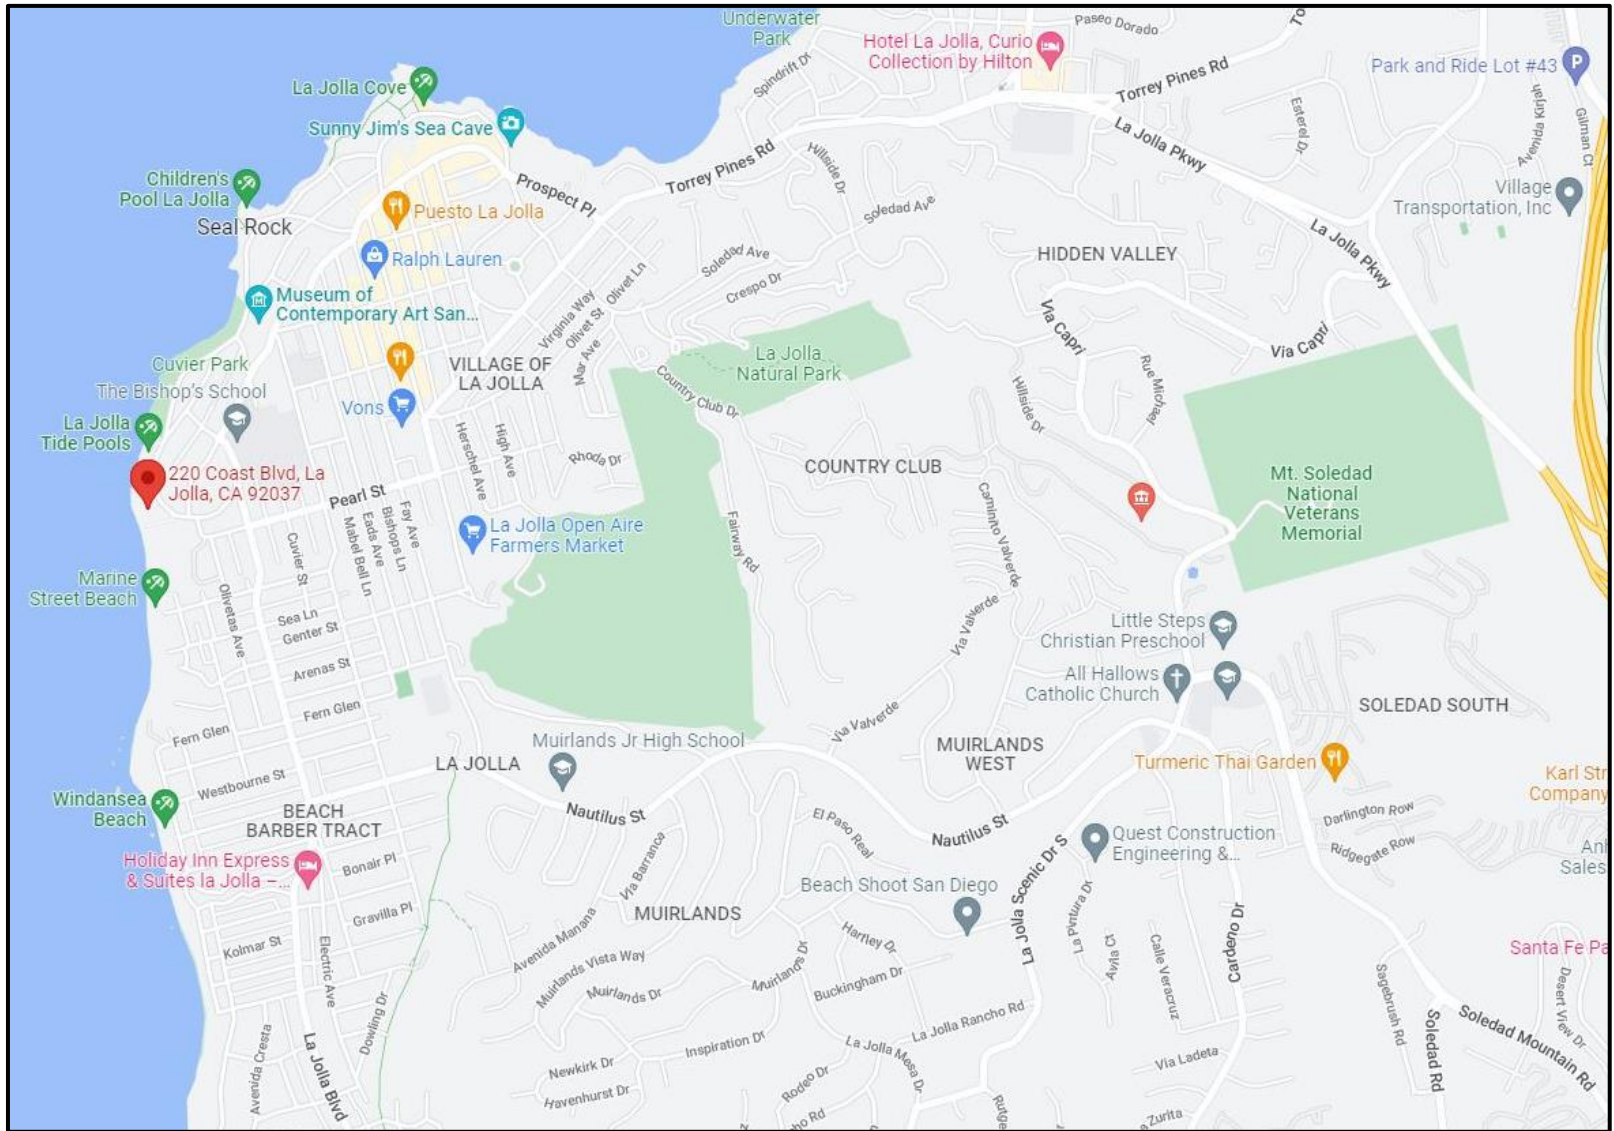 Underwater
Park
Paseo Dorado
To
Hotel La Jolla, Curio
Collection by Hilton
Spindrift Dr
Torrey Pines Rd
Park and Ride Lot #43
La Jolla Cove
Sunny Jim's Sea Cave
Esterel Dr
Avenida Kirjah
Gilman Ct
La Jolla Pkwy
Hillside Dr
Torrey Pines Rd
Children's
Pool La Jolla
Seal Rock
Prospect Pl
Puesto La Jolla
Soledad Ave
Village
Transportation, Inc
La Jolla Pkwy
Ralph Lauren
Soledad Ave
HIDDEN VALLEY
Olivet Ln
Crespo Dr
Museum of
Contemporary Art San...
Virginia Way
Olivet St
Via Capri
Via Capri
Cuvier Park
Mar Ave
VILLAGE OF
LA JOLLA
La Jolla
Natural Park
Rue Michael
The Bishop's School
Vons
Country Club Dr
Hillside Dr
La Jolla
Tide Pools
Herschel Ave
High Ave
Rhoda Dr
COUNTRY CLUB
220 Coast Blvd, La
Jolla, CA 92037
Pearl St
Mt. Soledad
National
Veterans
Memorial
Fay Ave
Bishops Ln
Eads Ave
Mabel Bell Ln
Cuvier St
La Jolla Open Aire
Farmers Market
Fairway Rd
Caminito Valverde
Marine
Street Beach
Olivetas Ave
Sea Ln
Genter St
Via Valverde
Little Steps
Christian Preschool
Arenas St
All Hallows
Catholic Church
SOLEDAD SOUTH
Fern Glen
Fern Glen
Via Valverde
Muirlands Jr High School
MUIRLANDS
WEST
LA JOLLA
Turmeric Thai Garden
Karl Str
Company
Westbourne St
Windansea
Beach
BEACH
BARBER TRACT
Nautilus St
El Paso Real
Nautilus St
Darlington Row
Ridgegate Row
Quest Construction
Engineering &...
Anh
Sales
Holiday Inn Express
& Suites la Jolla –...
Bonair Pl
Via Barranca
Beach Shoot San Diego
La Jolla Scenic Dr S
La Pintura Dr
Gravilla Pl
MUIRLANDS
Hartley Dr
Kolmar St
Electric Ave
Avenida Manana
Muirlands Vista Way
Muirlands Dr
Muirlands Dr
Buckingham Dr
Avila Ct
Calle Veracruz
Cardeno Dr
Santa Fe Pa
Sagebrush Rd
Desert View Dr
La Jolla Rancho Rd
Soledad Rd
Soledad Mountain Rd
Avenida Cresta
La Jolla Blvd
Dowling Dr
Inspiration Dr
La Jolla Mesa Dr
Newkirk Dr
Havenhurst Dr
Rodeo Dr
Via Ladeta
ho Rd
Rutge
Zurita